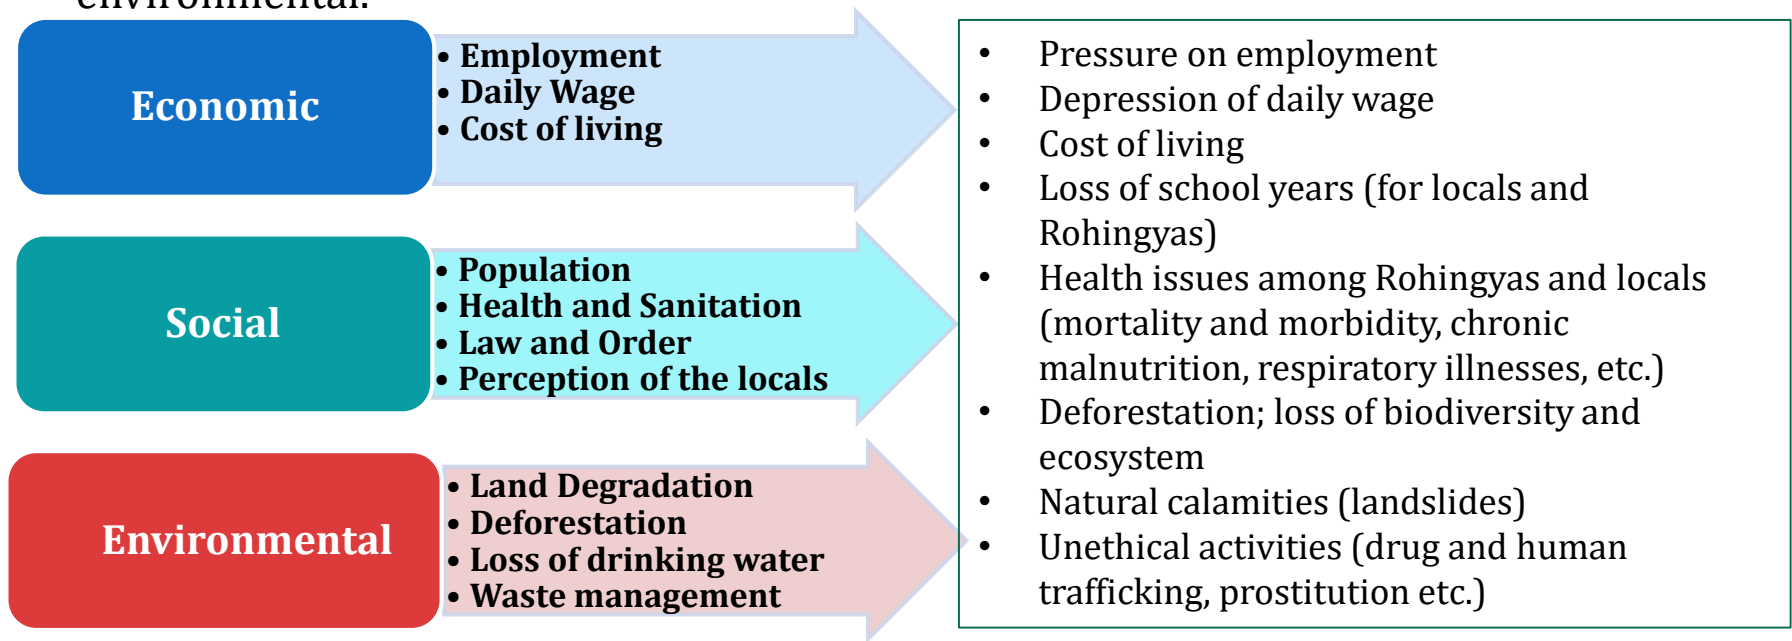 environmental.
Economic
• Employment
• Daily Wage
• Cost of living
Social
• Population
• Health and Sanitation
• Law and Order
• Perception of the locals
Environmental
• Land Degradation
• Deforestation
• Loss of drinking water
• Waste management
• Pressure on employment
• Depression of daily wage
• Cost of living
• Loss of school years (for locals and
Rohingyas)
• Health issues among Rohingyas and locals
(mortality and morbidity, chronic
malnutrition, respiratory illnesses, etc.)
• Deforestation; loss of biodiversity and
ecosystem
• Natural calamities (landslides)
• Unethical activities (drug and human
trafficking, prostitution etc.)